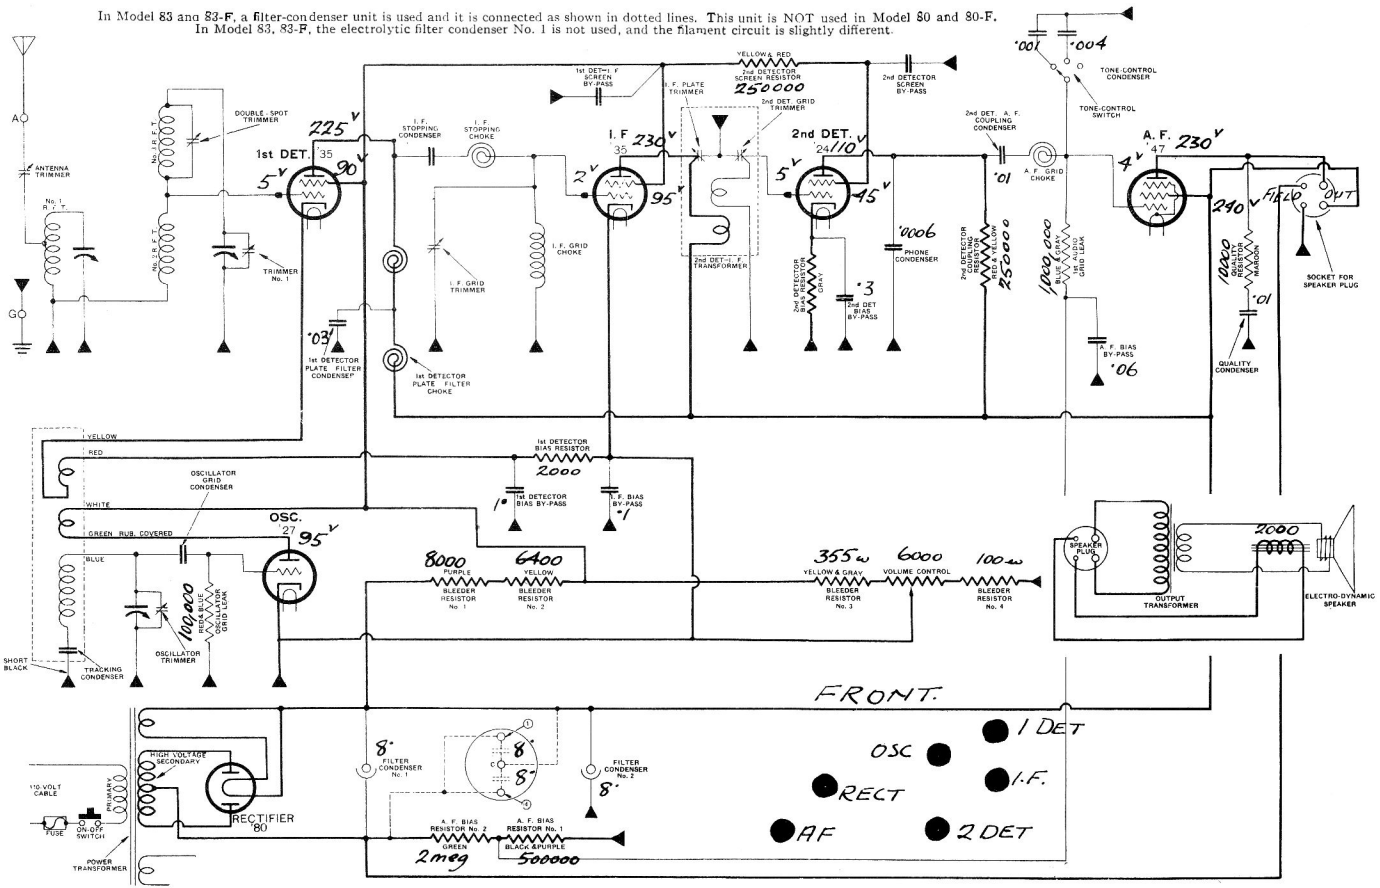 In Model 83 and 83-F, a filter-condenser unit is used and it is connected as shown in dotted lines. This unit is NOT used in Model 80 and 80-F.
In Model 83, 83-F, the electrolytic filter condenser No. 1 is not used, and the filament circuit is slightly different.
.001
.004
TONE-CONTROL
CONDENSER
TONE-CONTROL
SWITCH
YELLOW & RED
2nd DETECTOR
SCREEN RESISTOR
250000
1st DET-I.F
SCREEN
BY-PASS
2nd DETECTOR
SCREEN
BY-PASS
I. F. PLATE
TRIMMER
2nd DET. GRID
TRIMMER
DOUBLE-SPOT
TRIMMER
No. 3 R.F.T.
No. 2 R.F.T.
A
ANTENNA
TRIMMER
No. 1
R.F.T.
G
TRIMMER
No. 1
1st DET.
'35
225 V
90 V
5 V
I. F.
STOPPING
CONDENSER
I. F.
STOPPING
CHOKE
I. F
35
230 V
2 V
95 V
2nd DET.
'24
110 V
5 V
45 V
2nd DET. A. F.
COUPLING
CONDENSER
.01
A. F. GRID
CHOKE
A. F.
'47
230 V
4 V
240 V
FIELD
OUT
SOCKET FOR
SPEAKER PLUG
I. F. GRID
TRIMMER
I. F. GRID
CHOKE
2nd DET-I. F
TRANSFORMER
2nd DETECTOR
BIAS RESISTOR
GRAY
.3
2nd DET
BIAS
BY-PASS
.0006
PHONE
CONDENSER
2nd DETECTOR
COUPLING
RESISTOR
RED & YELLOW
250000
1000,000
BLUE & GRAY
1st AUDIO
GRID LEAK
A. F. BIAS
BY-PASS
.06
10000
QUALITY
RESISTOR
MAROON
.01
QUALITY
CONDENSER
.03
1st DETECTOR
PLATE FILTER
CONDENSER
1st DETECTOR
PLATE FILTER
CHOKE
YELLOW
RED
WHITE
GREEN RUB. COVERED
BLUE
OSCILLATOR
GRID
CONDENSER
OSC.
'27
95 V
1st DETECTOR
BIAS RESISTOR
2000
1st DETECTOR
BIAS BY-PASS
I. F. BIAS
BY-PASS
.1
8000
PURPLE
BLEEDER
RESISTOR
No. 1
6400
YELLOW
BLEEDER
RESISTOR
No. 2
355 ω
YELLOW & GRAY
BLEEDER
RESISTOR
No. 3
6000
VOLUME CONTROL
100 ω
BLEEDER
RESISTOR
No. 4
SPEAKER
PLUG
OUTPUT
TRANSFORMER
2000
ELECTRO-DYNAMIC
SPEAKER
100,000
RED & BLUE
OSCILLATOR
GRID LEAK
OSCILLATOR
TRIMMER
SHORT
BLACK
TRACKING
CONDENSER
HIGH VOLTAGE
SECONDARY
RECTIFIER
'80
PRIMARY
110 VOLT
CABLE
FUSE
ON-OFF
SWITCH
POWER
TRANSFORMER
8.
FILTER
CONDENSER
No. 1
1
8.
C
8.
4
FILTER
CONDENSER
No. 2
8.
A. F. BIAS
RESISTOR No. 2
GREEN
2 meg
A. F. BIAS
RESISTOR No. 1
BLACK & PURPLE
500000
FRONT.
1 DET
OSC
I.F.
RECT
AF
2 DET